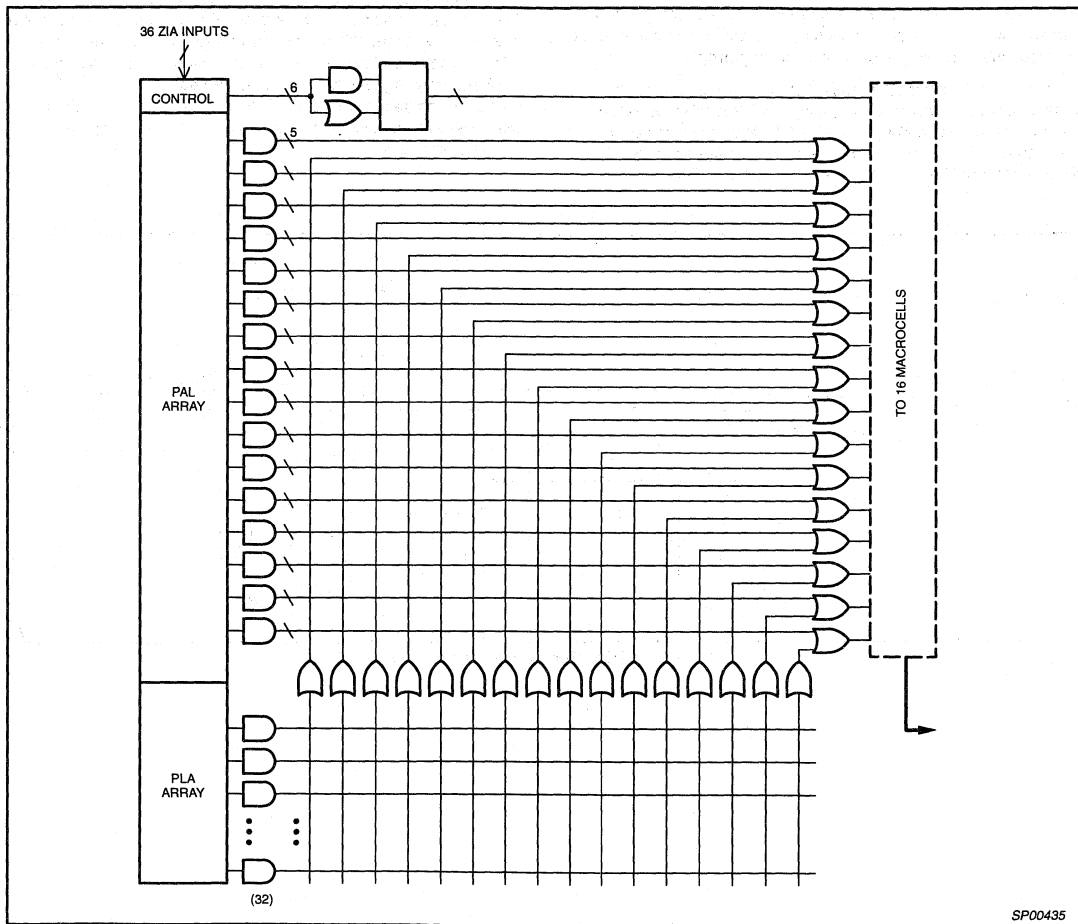 36 ZIA INPUTS
CONTROL
6
5
PAL
ARRAY
TO 16 MACROCELLS
PLA
ARRAY
(32)
SP00435